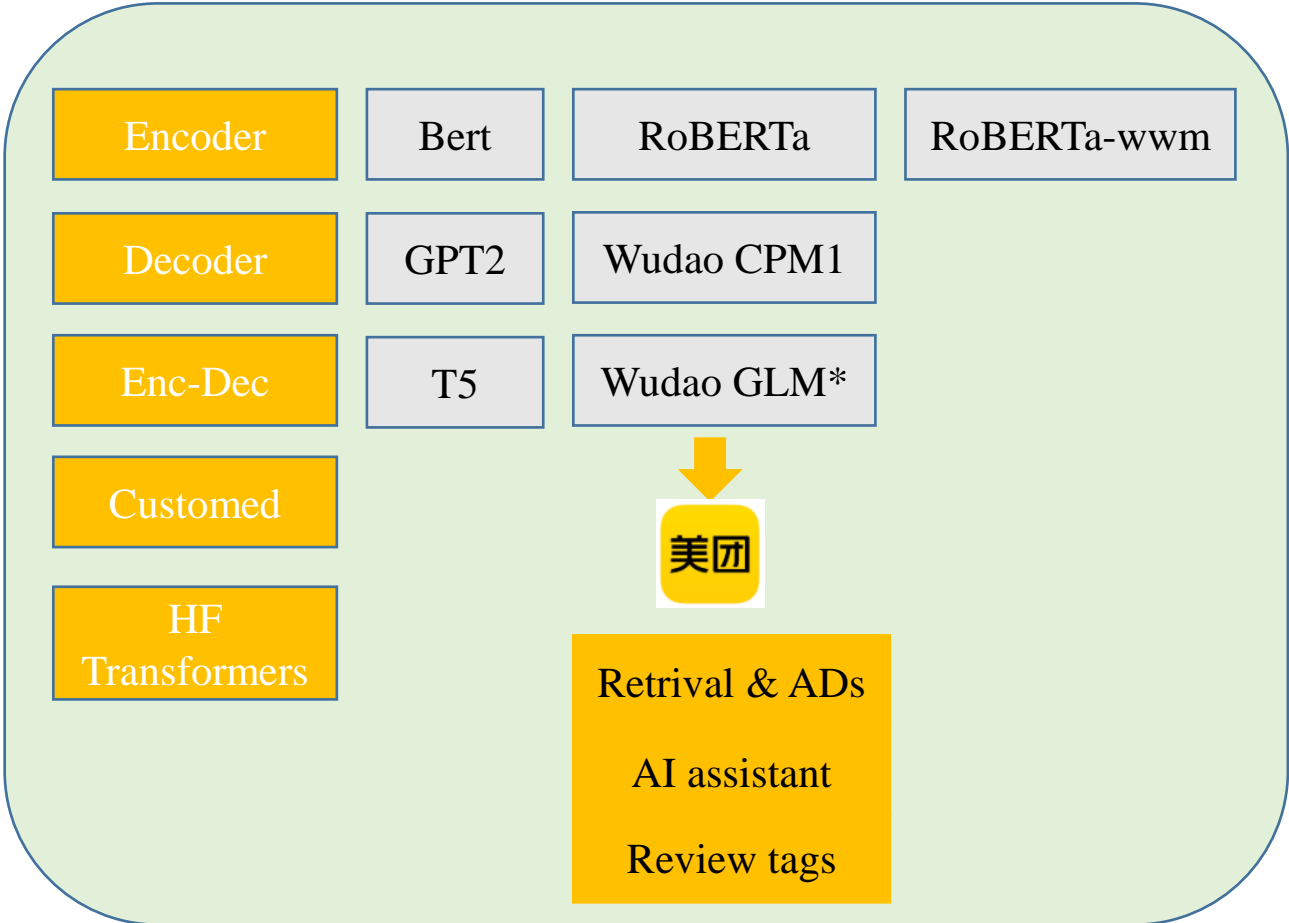 Encoder
Bert
RoBERTa
RoBERTa-wwm
Decoder
GPT2
Wudao CPM1
Enc-Dec
T5
Wudao GLM*
Customed
美团
HF
Transformers
Retrival & ADs
AI assistant
Review tags